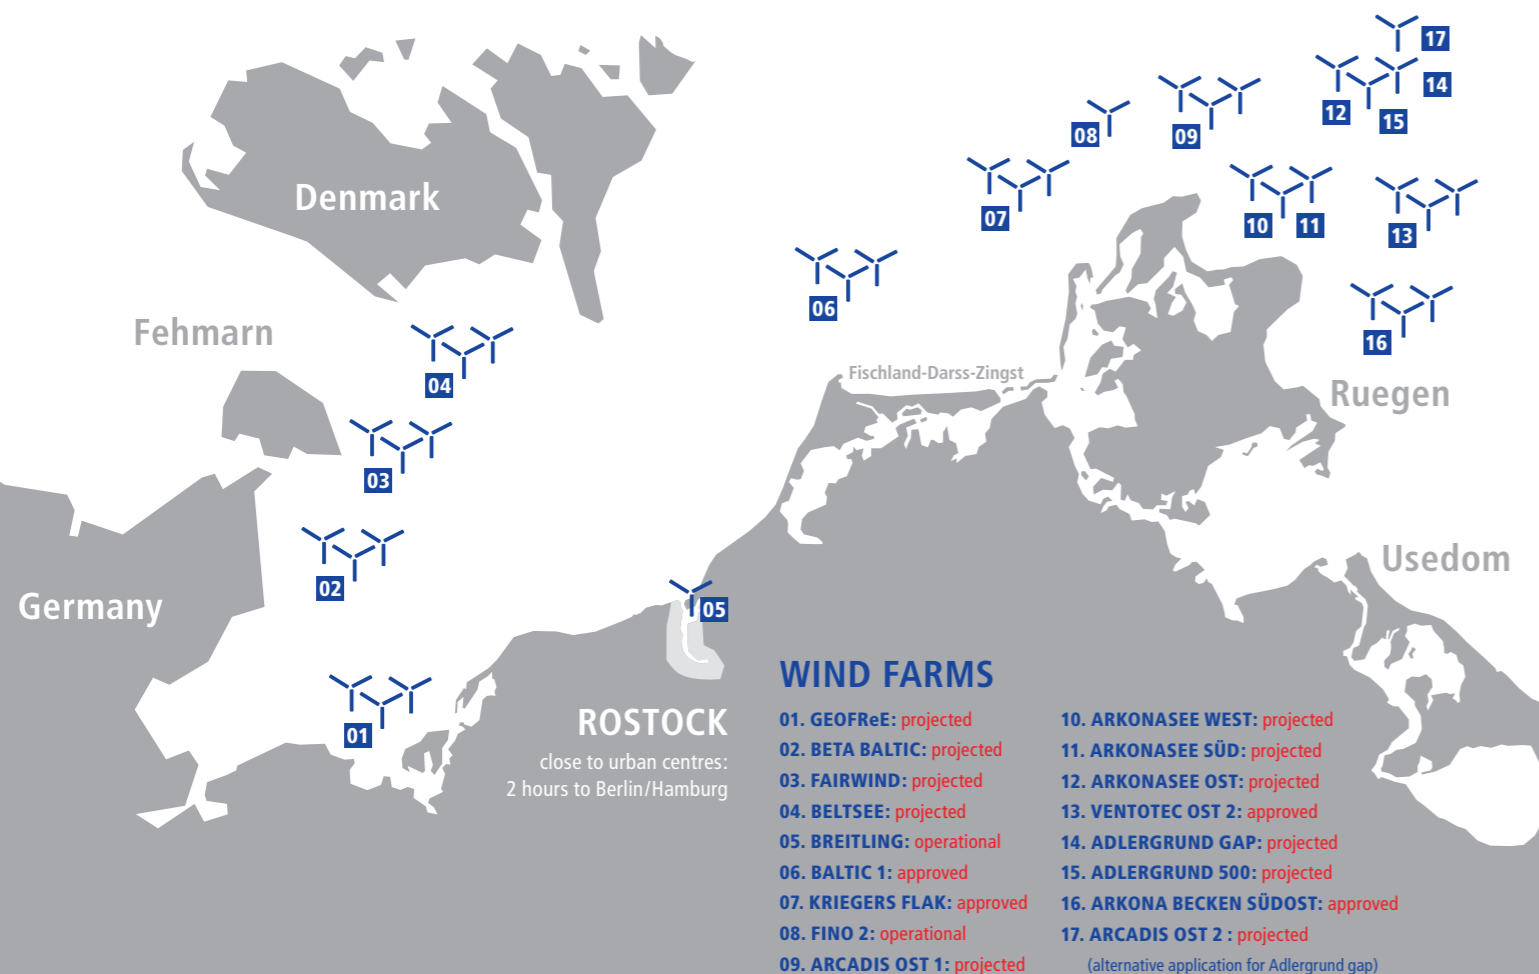 17
14
12
15
08
09
07
10
11
13
06
16
Denmark
Fehmarn
04
03
02
Germany
01
05
Fischland-Darss-Zingst
Ruegen
Usedom
ROSTOCK
close to urban centres:
2 hours to Berlin/Hamburg
WIND FARMS
01. GEOFReE: projected
02. BETA BALTIC: projected
03. FAIRWIND: projected
04. BELTSEE: projected
05. BREITLING: operational
06. BALTIC 1: approved
07. KRIEGERS FLAK: approved
08. FINO 2: operational
09. ARCADIS OST 1: projected
10. ARKONASEE WEST: projected
11. ARKONASEE SÜD: projected
12. ARKONASEE OST: projected
13. VENTOTEC OST 2: approved
14. ADLERGRUND GAP: projected
15. ADLERGRUND 500: projected
16. ARKONA BECKEN SÜDOST: approved
17. ARCADIS OST 2 : projected
(alternative application for Adlergrund gap)